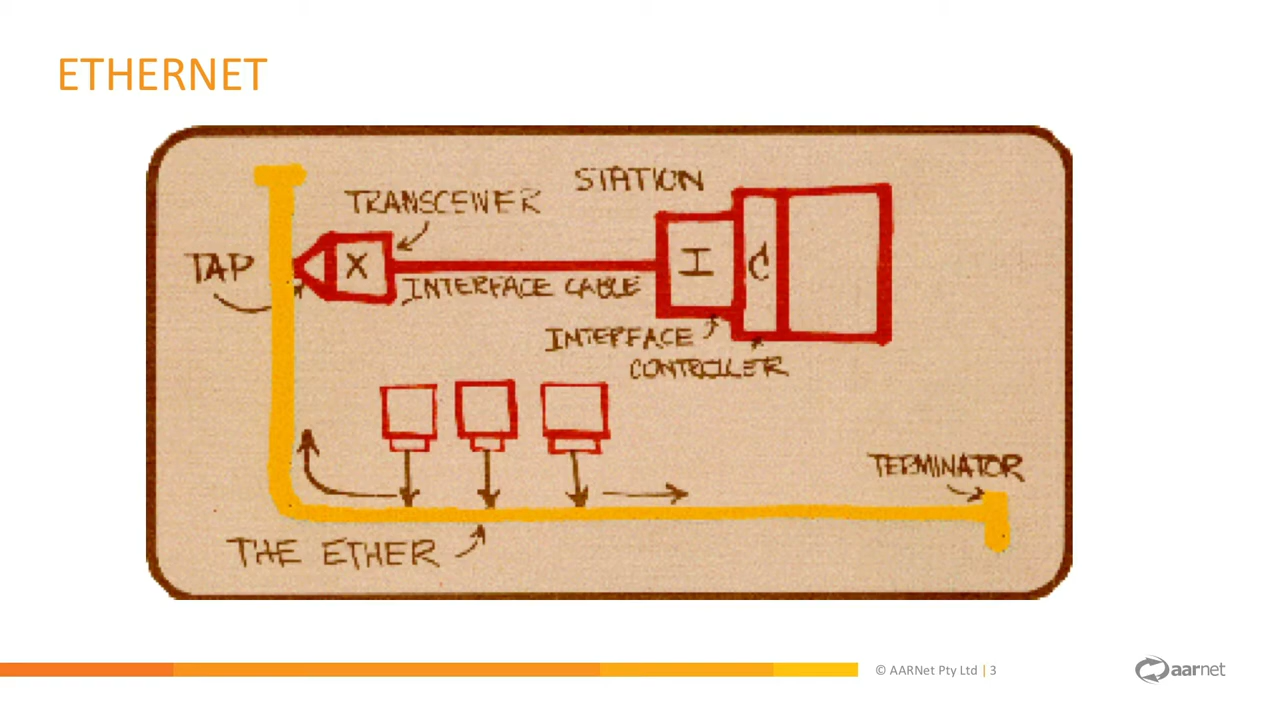 ETHERNET
STATION
TRANSCEIVER
TAP
X
I
C
INTERFACE CABLE
INTERFACE
CONTROLLER
TERMINATOR
THE ETHER
© AARNet Pty Ltd | 3
aarnet